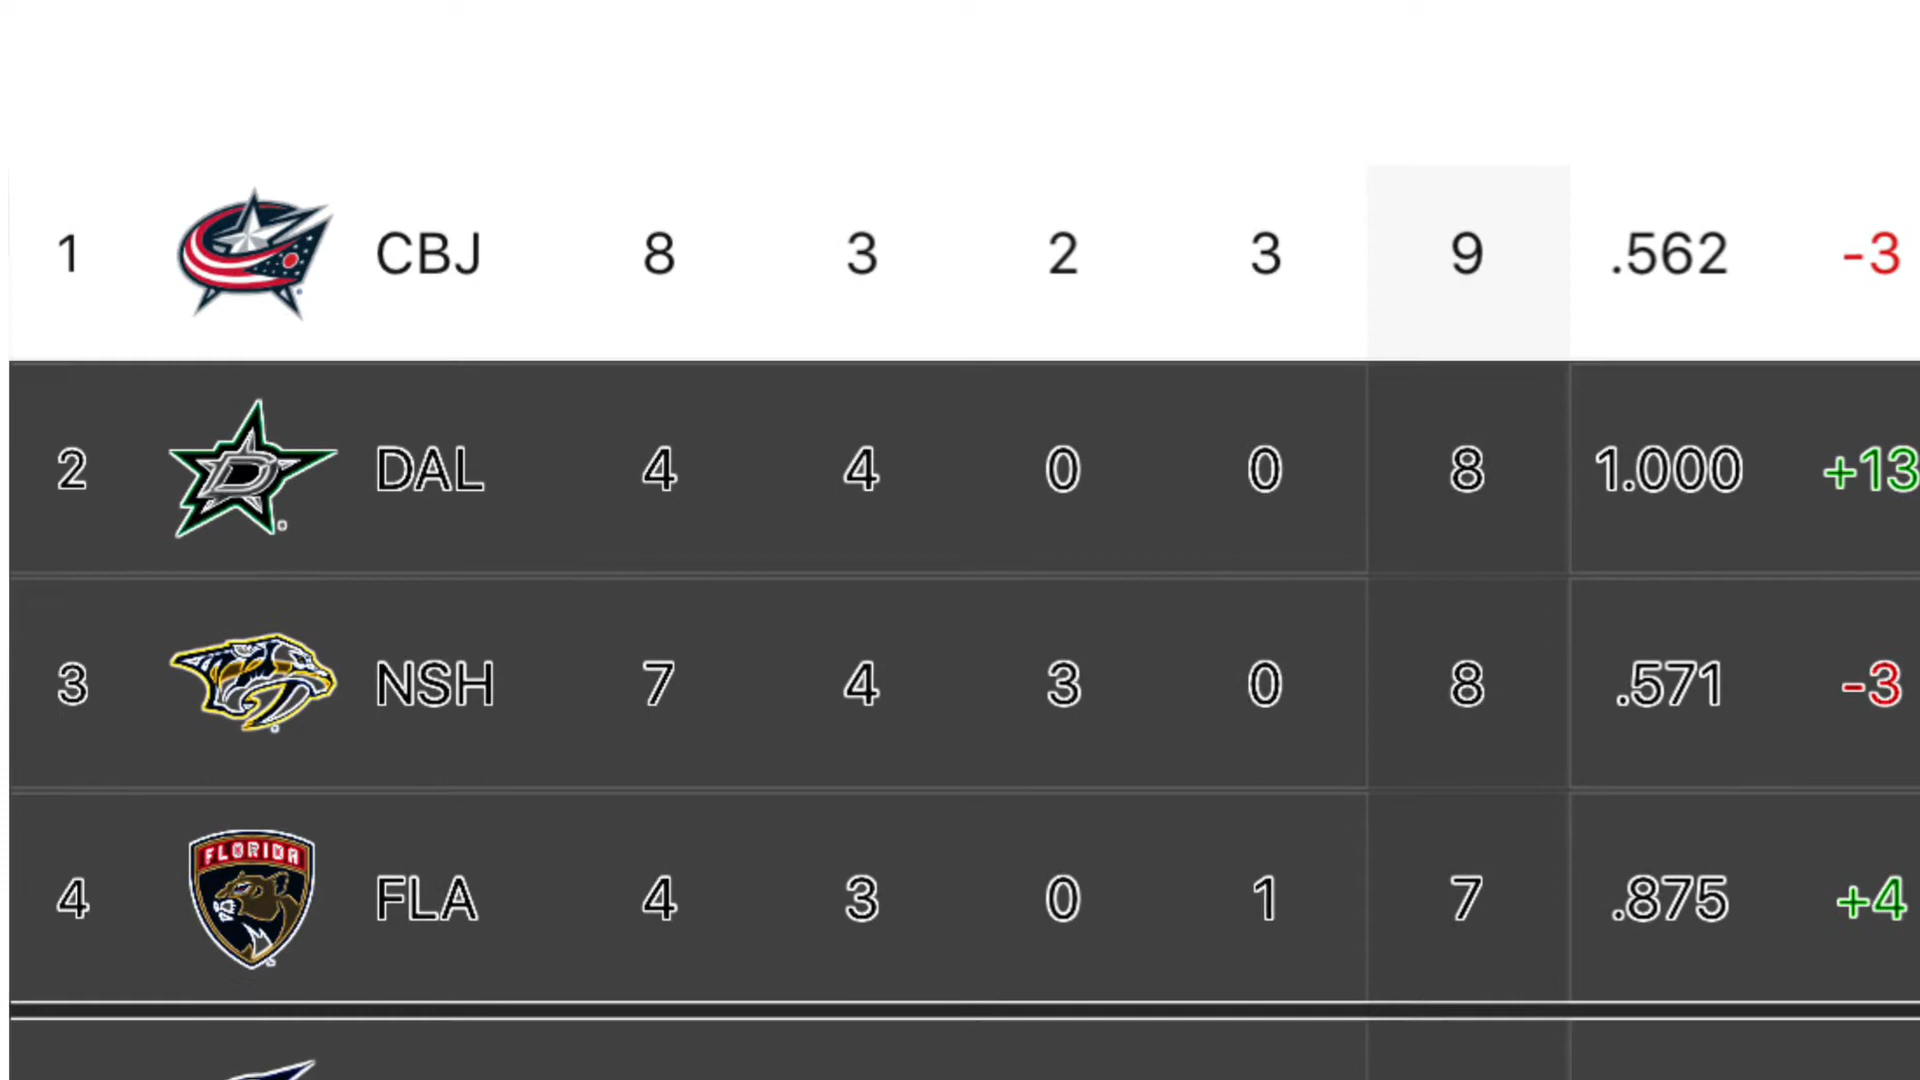 1 CBJ 8 3 2 3 9 .562 -3
2 DAL 4 4 0 0 8 1.000 +13
3 NSH 7 4 3 0 8 .571 -3
FLORIDA
4 FLA 4 3 0 1 7 .875 +4